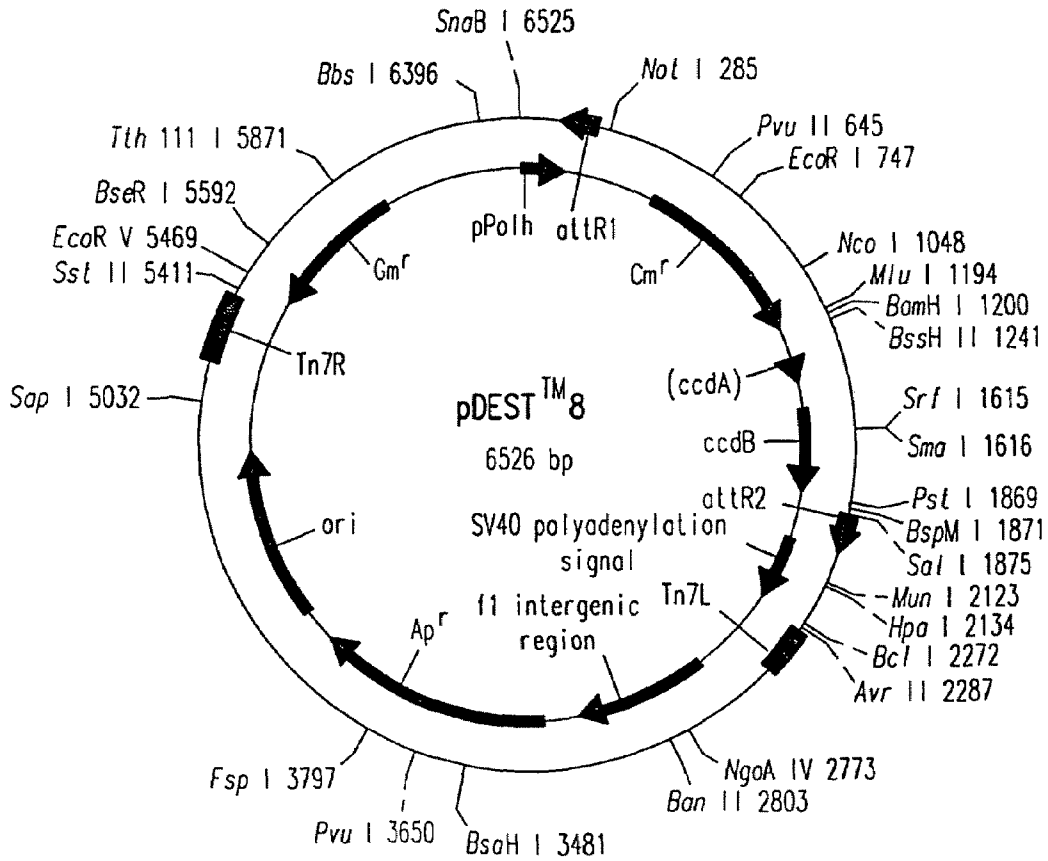 SnaB I 6525
Bbs I 6396
Not I 285
Tth 111 I 5871
Pvu II 645
EcoR I 747
BseR I 5592
EcoR V 5469
Sst II 5411
pPolh
attR1
Gmr
Cmr
Nco I 1048
Mlu I 1194
BamH I 1200
BssH II 1241
Tn7R
(ccdA)
Sap I 5032
pDEST™8
6526 bp
Srf I 1615
Sma I 1616
ccdB
attR2
Pst I 1869
BspM I 1871
Sal I 1875
ori
SV40 polyadenylation
signal
Mun I 2123
Hpa I 2134
Bcl I 2272
Avr II 2287
Tn7L
f1 intergenic
region
Apr
Fsp I 3797
Pvu I 3650
BsaH I 3481
NgoA IV 2773
Ban II 2803